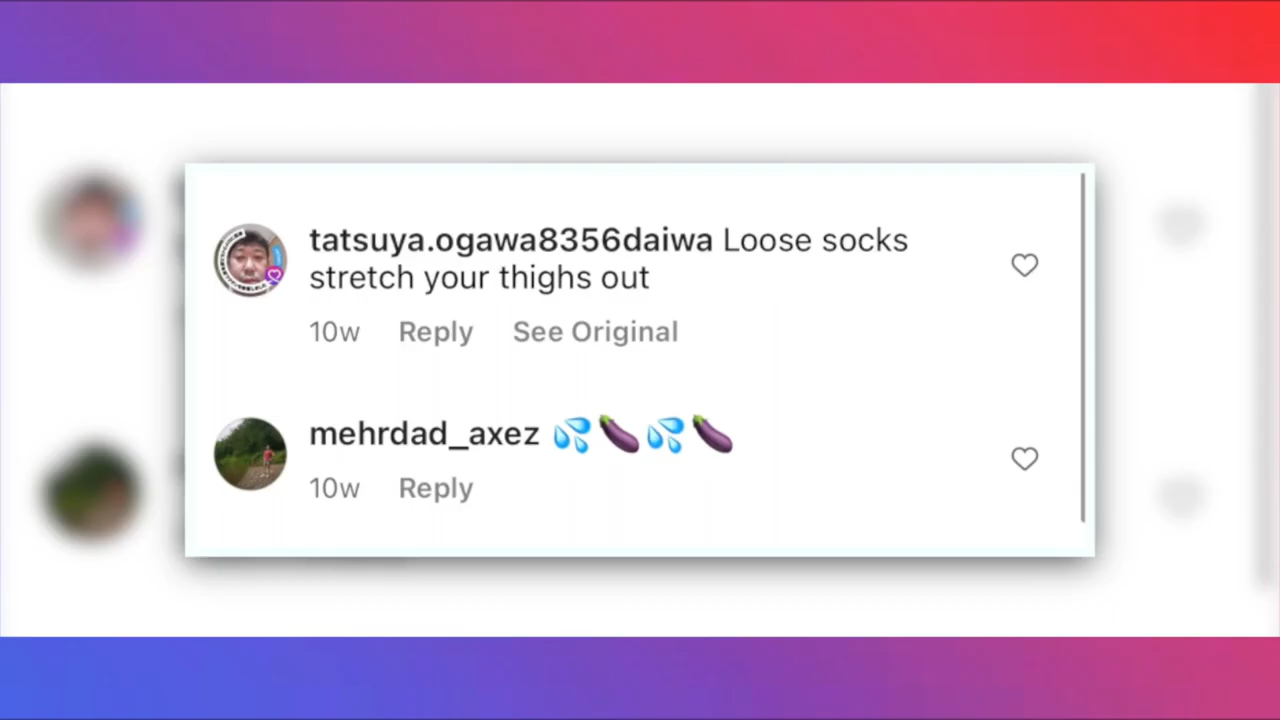 tatsuya.ogawa8356daiwa Loose socks
stretch your thighs out
10w Reply See Original
mehrdad_axez 💦🍆💦🍆
10w Reply